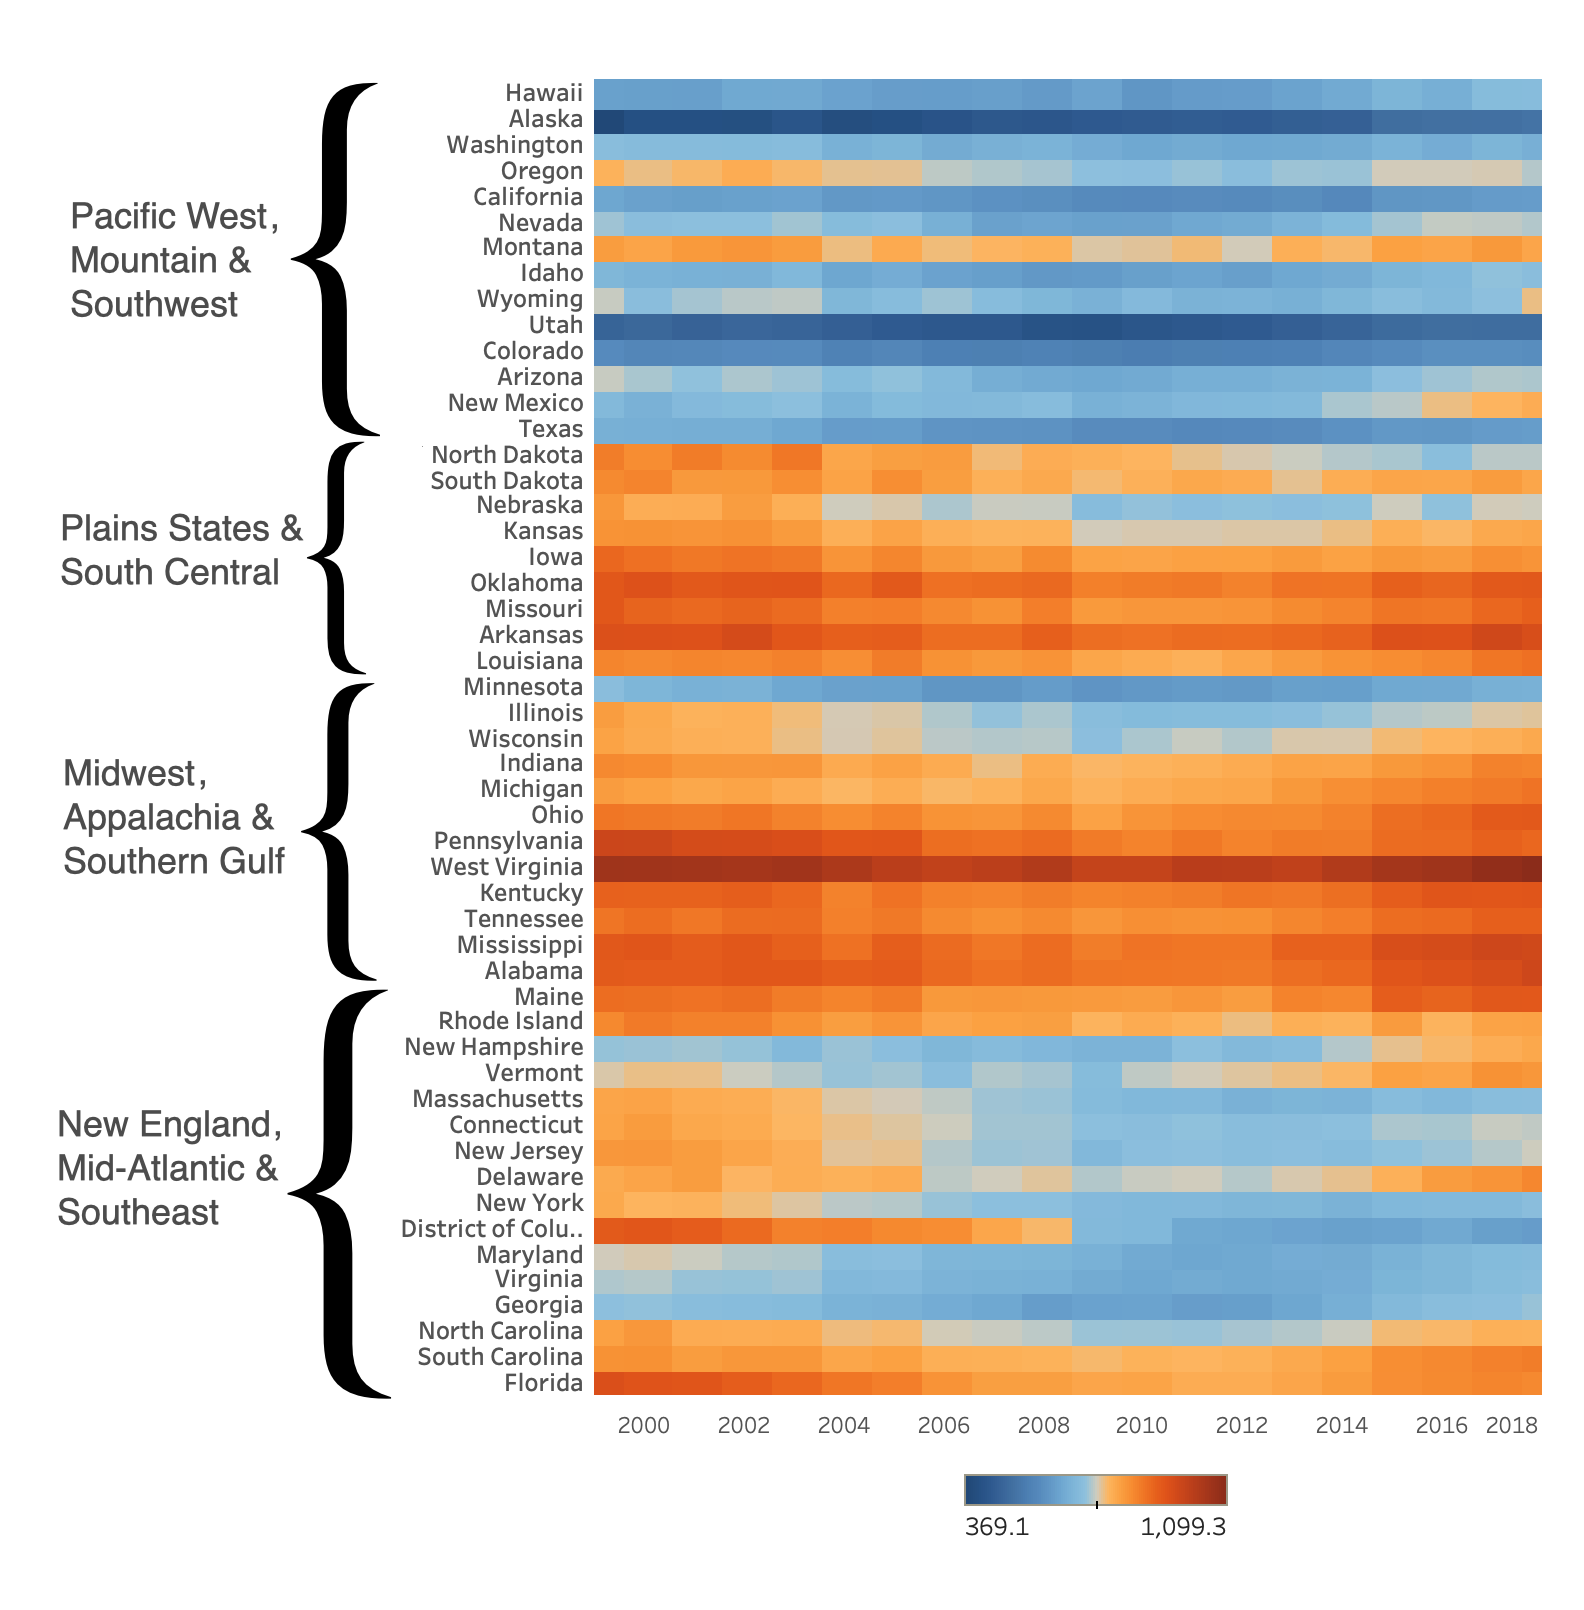 Pacific West,
Mountain &
Southwest
Hawaii
Alaska
Washington
Oregon
California
Nevada
Montana
Idaho
Wyoming
Utah
Colorado
Arizona
New Mexico
Texas
Plains States &
South Central
North Dakota
South Dakota
Nebraska
Kansas
Iowa
Oklahoma
Missouri
Arkansas
Louisiana
Midwest,
Appalachia &
Southern Gulf
Minnesota
Illinois
Wisconsin
Indiana
Michigan
Ohio
Pennsylvania
West Virginia
Kentucky
Tennessee
Mississippi
Alabama
New England,
Mid-Atlantic &
Southeast
Maine
Rhode Island
New Hampshire
Vermont
Massachusetts
Connecticut
New Jersey
Delaware
New York
District of Colu..
Maryland
Virginia
Georgia
North Carolina
South Carolina
Florida
2000 2002 2004 2006 2008 2010 2012 2014 2016 2018
369.1 1,099.3